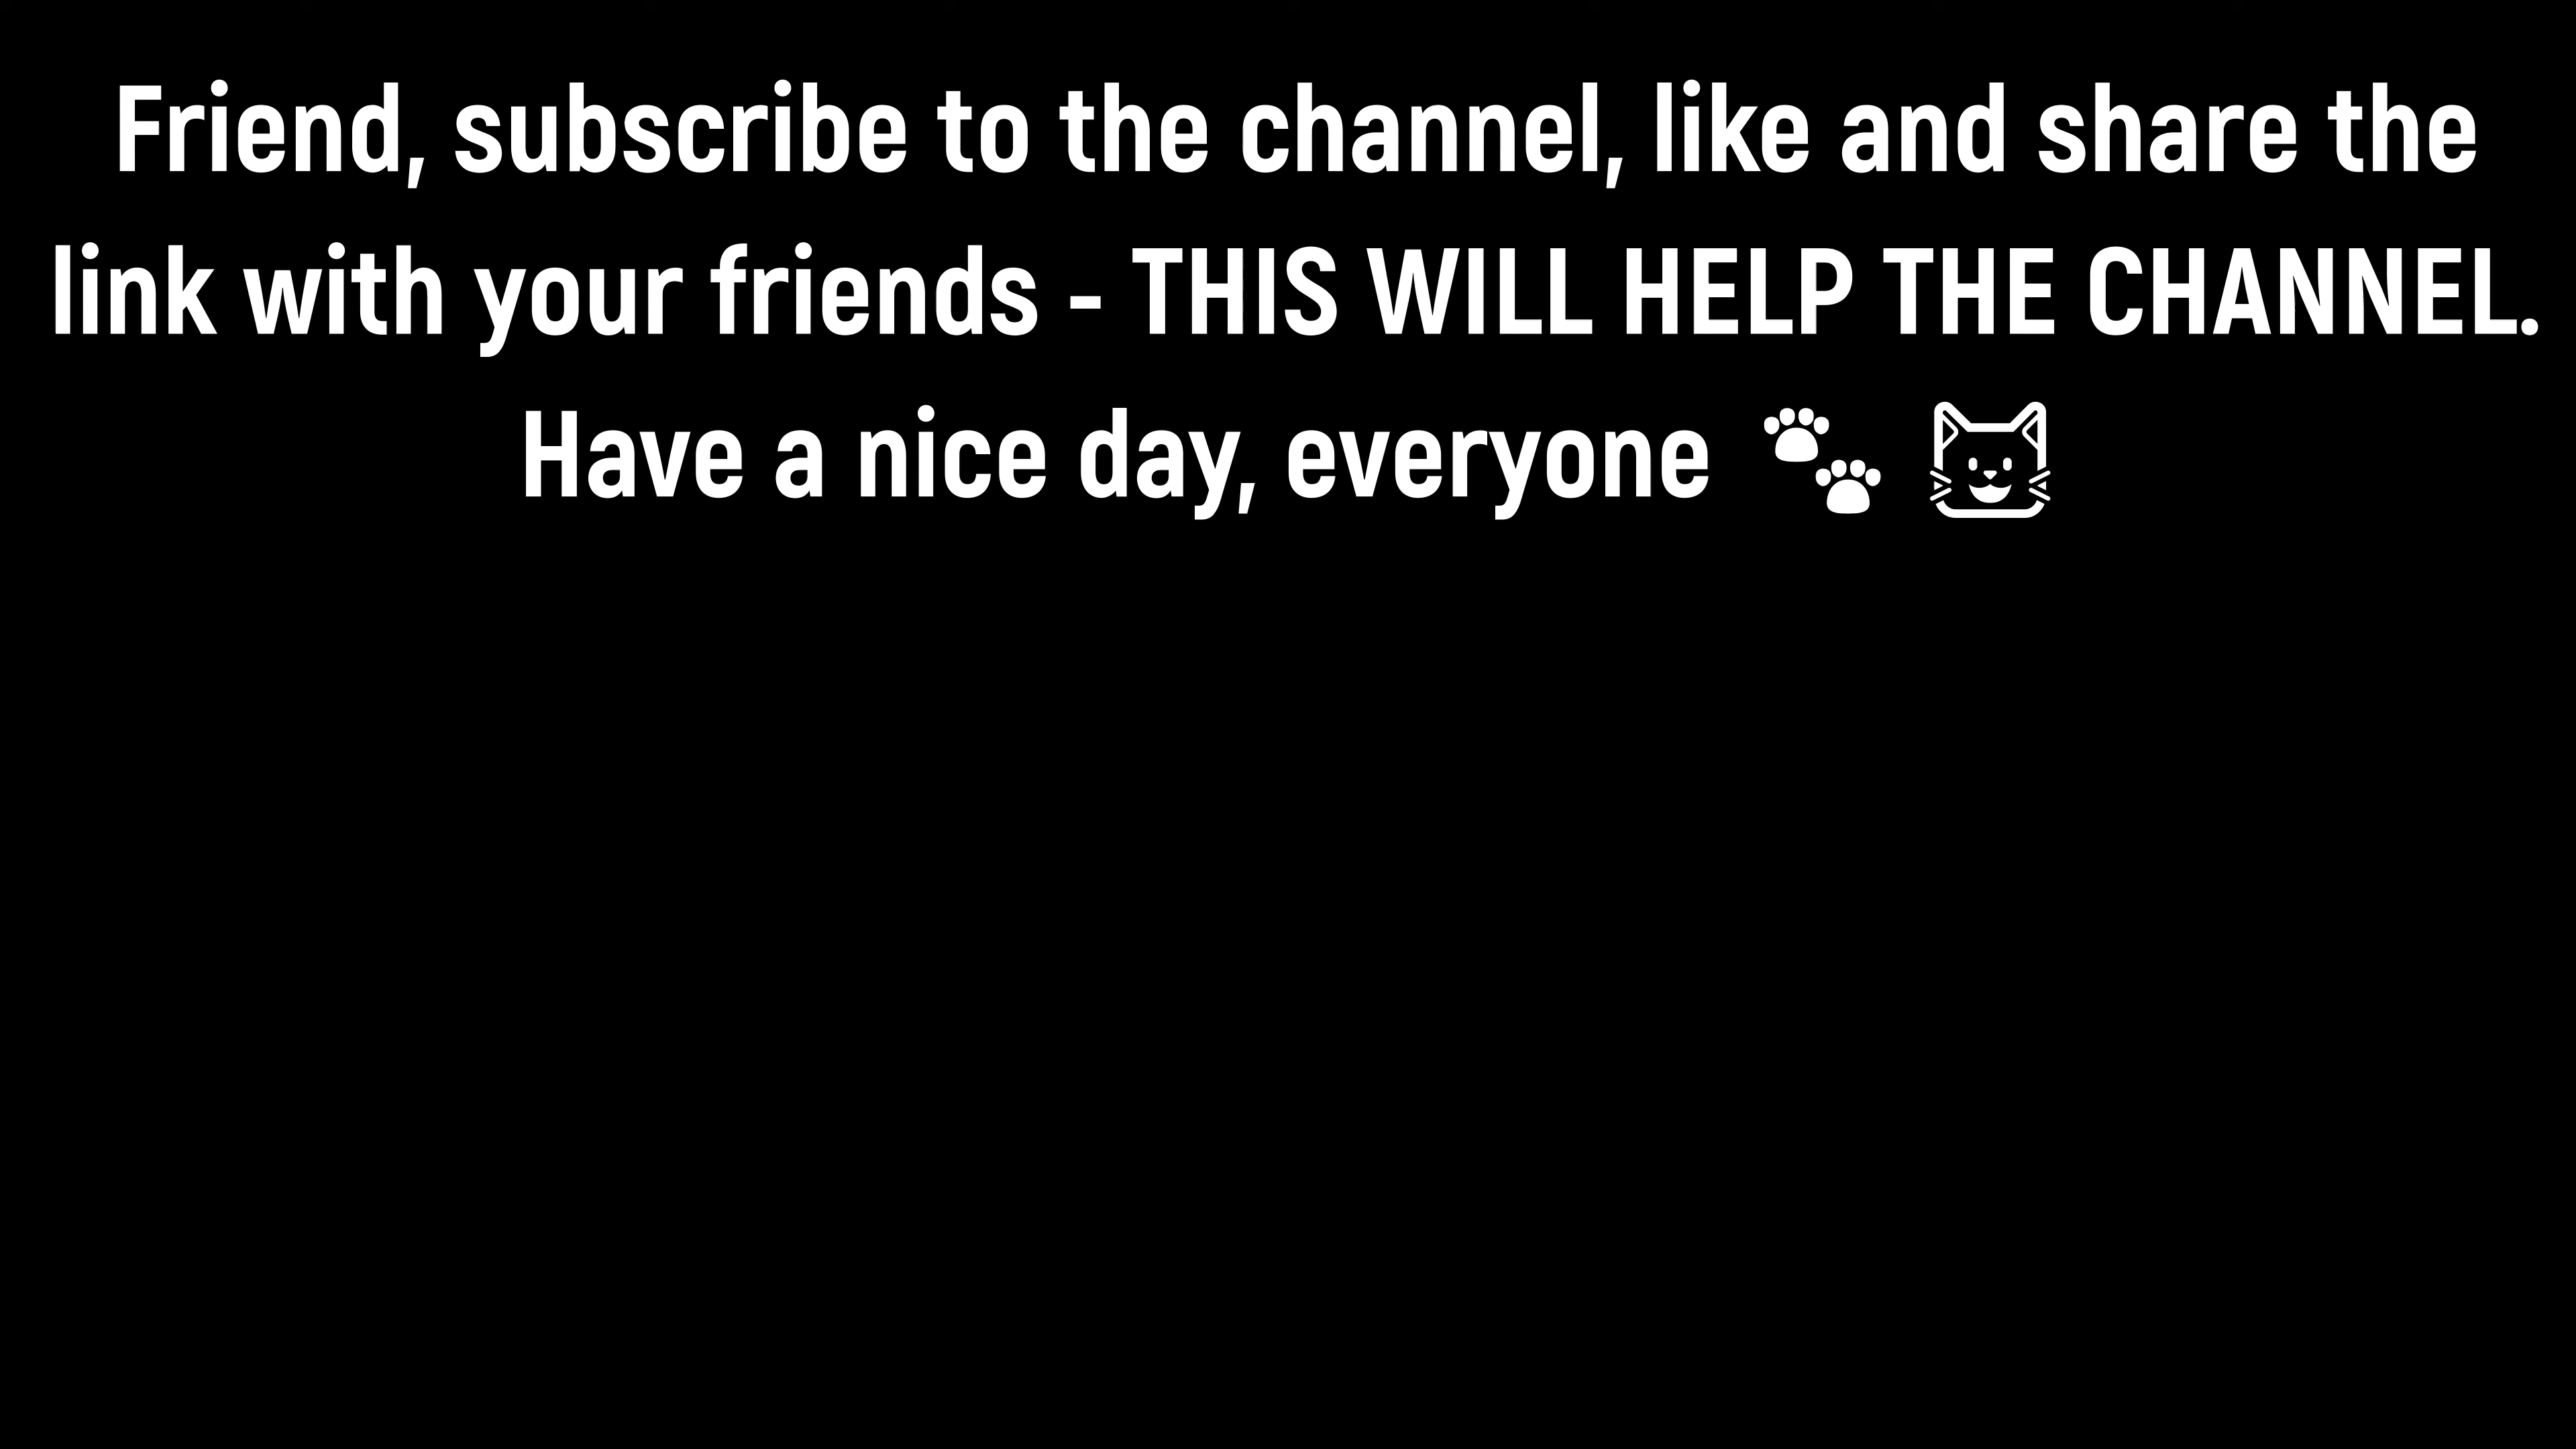 Friend, subscribe to the channel, like and share the
link with your friends - THIS WILL HELP THE CHANNEL.
Have a nice day, everyone 🐾 🐱